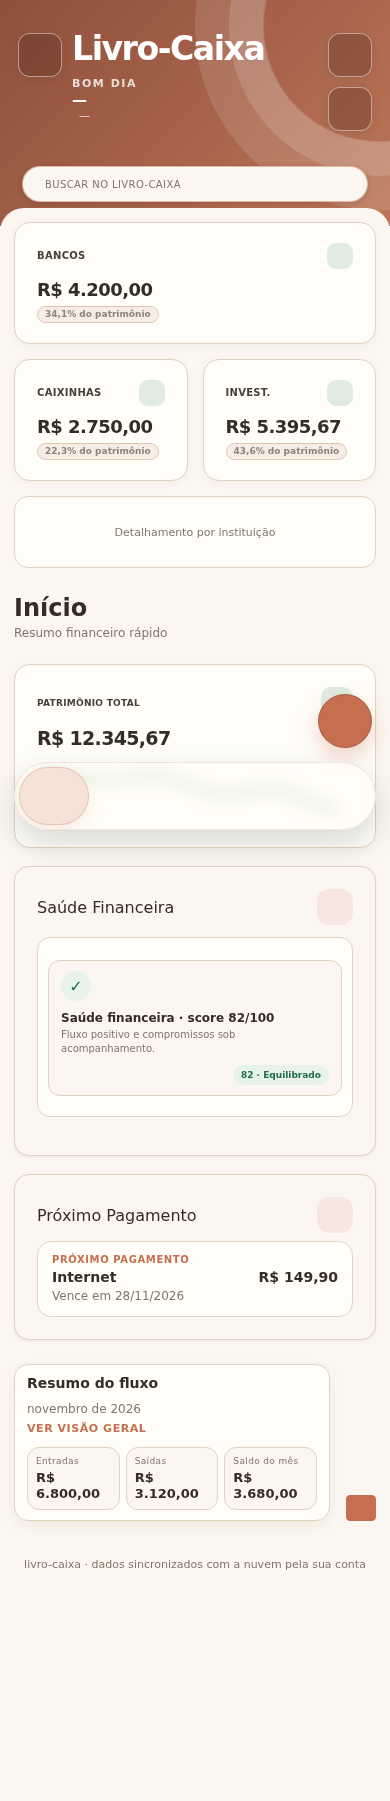 Livro-Caixa
BOM DIA
—
—
BUSCAR NO LIVRO-CAIXA
BANCOS
R$ 4.200,00
34,1% do patrimônio
CAIXINHAS
R$ 2.750,00
22,3% do patrimônio
INVEST.
R$ 5.395,67
43,6% do patrimônio
Detalhamento por instituição
Início
Resumo financeiro rápido
PATRIMÔNIO TOTAL
R$ 12.345,67
Saúde Financeira
✓
Saúde financeira · score 82/100
Fluxo positivo e compromissos sob
acompanhamento.
82 · Equilibrado
Próximo Pagamento
PRÓXIMO PAGAMENTO
Internet R$ 149,90
Vence em 28/11/2026
Resumo do fluxo
novembro de 2026
VER VISÃO GERAL
Entradas
R$
6.800,00
Saídas
R$
3.120,00
Saldo do mês
R$
3.680,00
livro-caixa · dados sincronizados com a nuvem pela sua conta